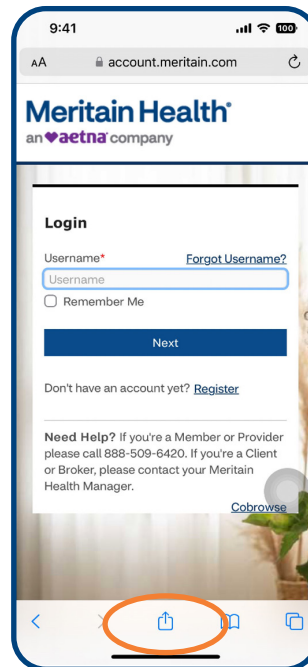 9:41
100
AA account.meritain.com
Meritain Health®
an aetna company
Login
Username* Forgot Username?
Username
Remember Me
Next
Don't have an account yet? Register
Need Help? If you're a Member or Provider
please call 888-509-6420. If you're a Client
or Broker, please contact your Meritain
Health Manager.
Cobrowse